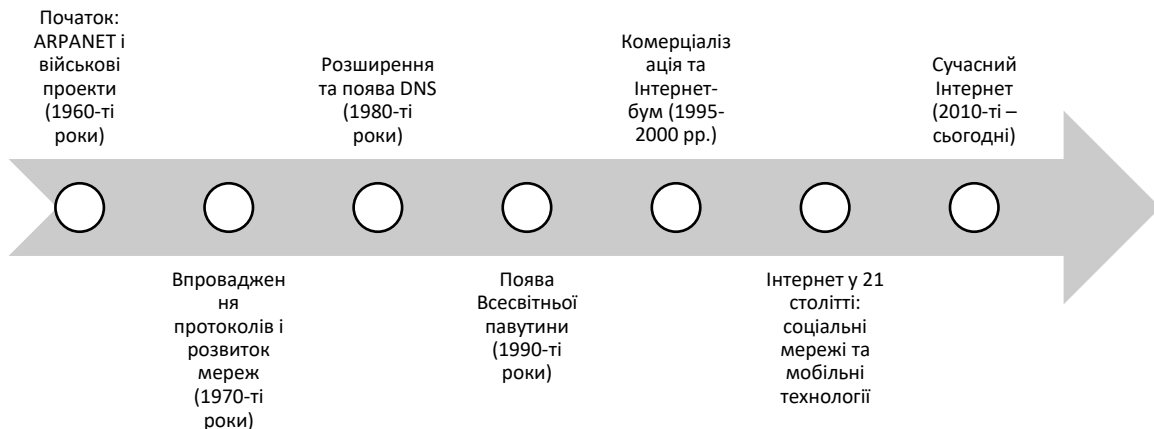 Початок:
ARPANET і
військові
проекти
(1960-ті
роки)
Впроваджен
ня
протоколів і
розвиток
мереж
(1970-ті
роки)
Розширення
та поява DNS
(1980-ті
роки)
Поява
Всесвітньої
павутини
(1990-ті
роки)
Комерціаліз
ація та
Інтернет-
бум (1995-
2000 рр.)
Інтернет у 21
столітті:
соціальні
мережі та
мобільні
технології
Сучасний
Інтернет
(2010-ті –
сьогодні)